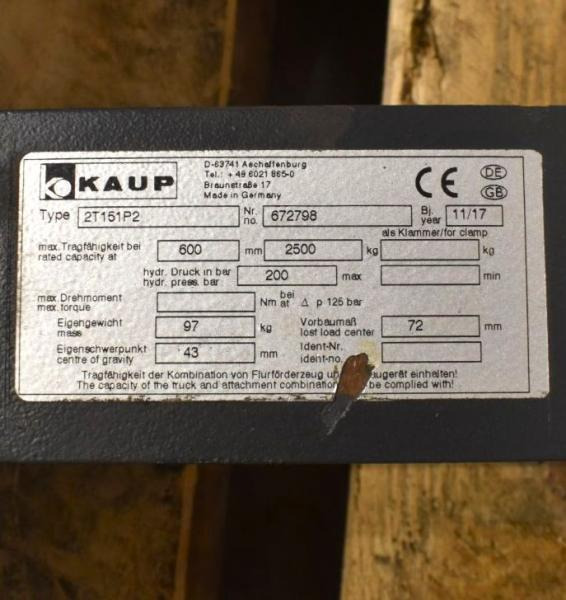 KAUP
D-63741 Aschaffenburg
Tel.: +49 6021 865-0
Braunstraße 17
Made in Germany
CE
DE
GB
Type 2T151P2 Nr. no. 672798 Bj. year 11/17
als Klammer/for clamp
max.Tragfähigkeit bei
rated capacity at 600 mm 2500 kg kg
hydr. Druck in bar
hydr. press. bar 200 max min
max.Drehmoment
max.torque Nm bei at Δ p 125 bar
Eigengewicht
mass 97 kg
Vorbaumaß
lost load center 72 mm
Eigenschwerpunkt
centre of gravity 43 mm
Ident-Nr.
ident-no.
Tragfähigkeit der Kombination von Flurförderzeug einhalten!
The capacity of the truck and attachment be complied with!